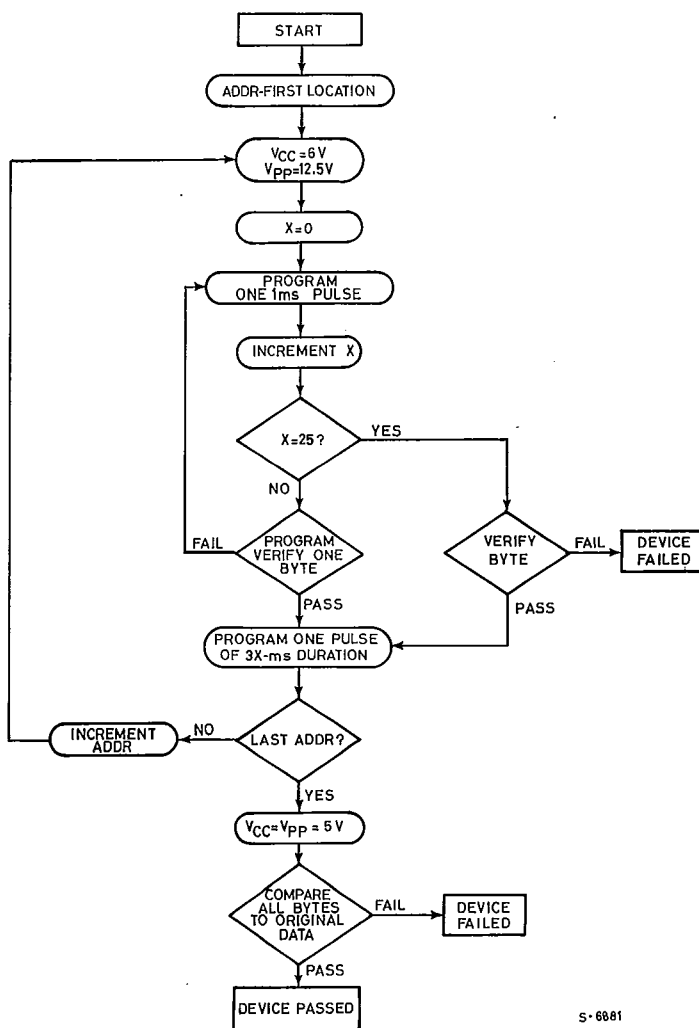 START
ADDR-FIRST LOCATION
VCC=6V
VPP=12.5V
X=0
PROGRAM
ONE 1ms PULSE
INCREMENT X
X=25?
YES
NO
PROGRAM
VERIFY ONE
BYTE
FAIL
PASS
VERIFY
BYTE
FAIL
PASS
DEVICE
FAILED
PROGRAM ONE PULSE
OF 3X-ms DURATION
LAST ADDR?
NO
INCREMENT
ADDR
YES
VCC=VPP=5V
COMPARE
ALL BYTES
TO ORIGINAL
DATA
FAIL
DEVICE
FAILED
PASS
DEVICE PASSED
S-6881